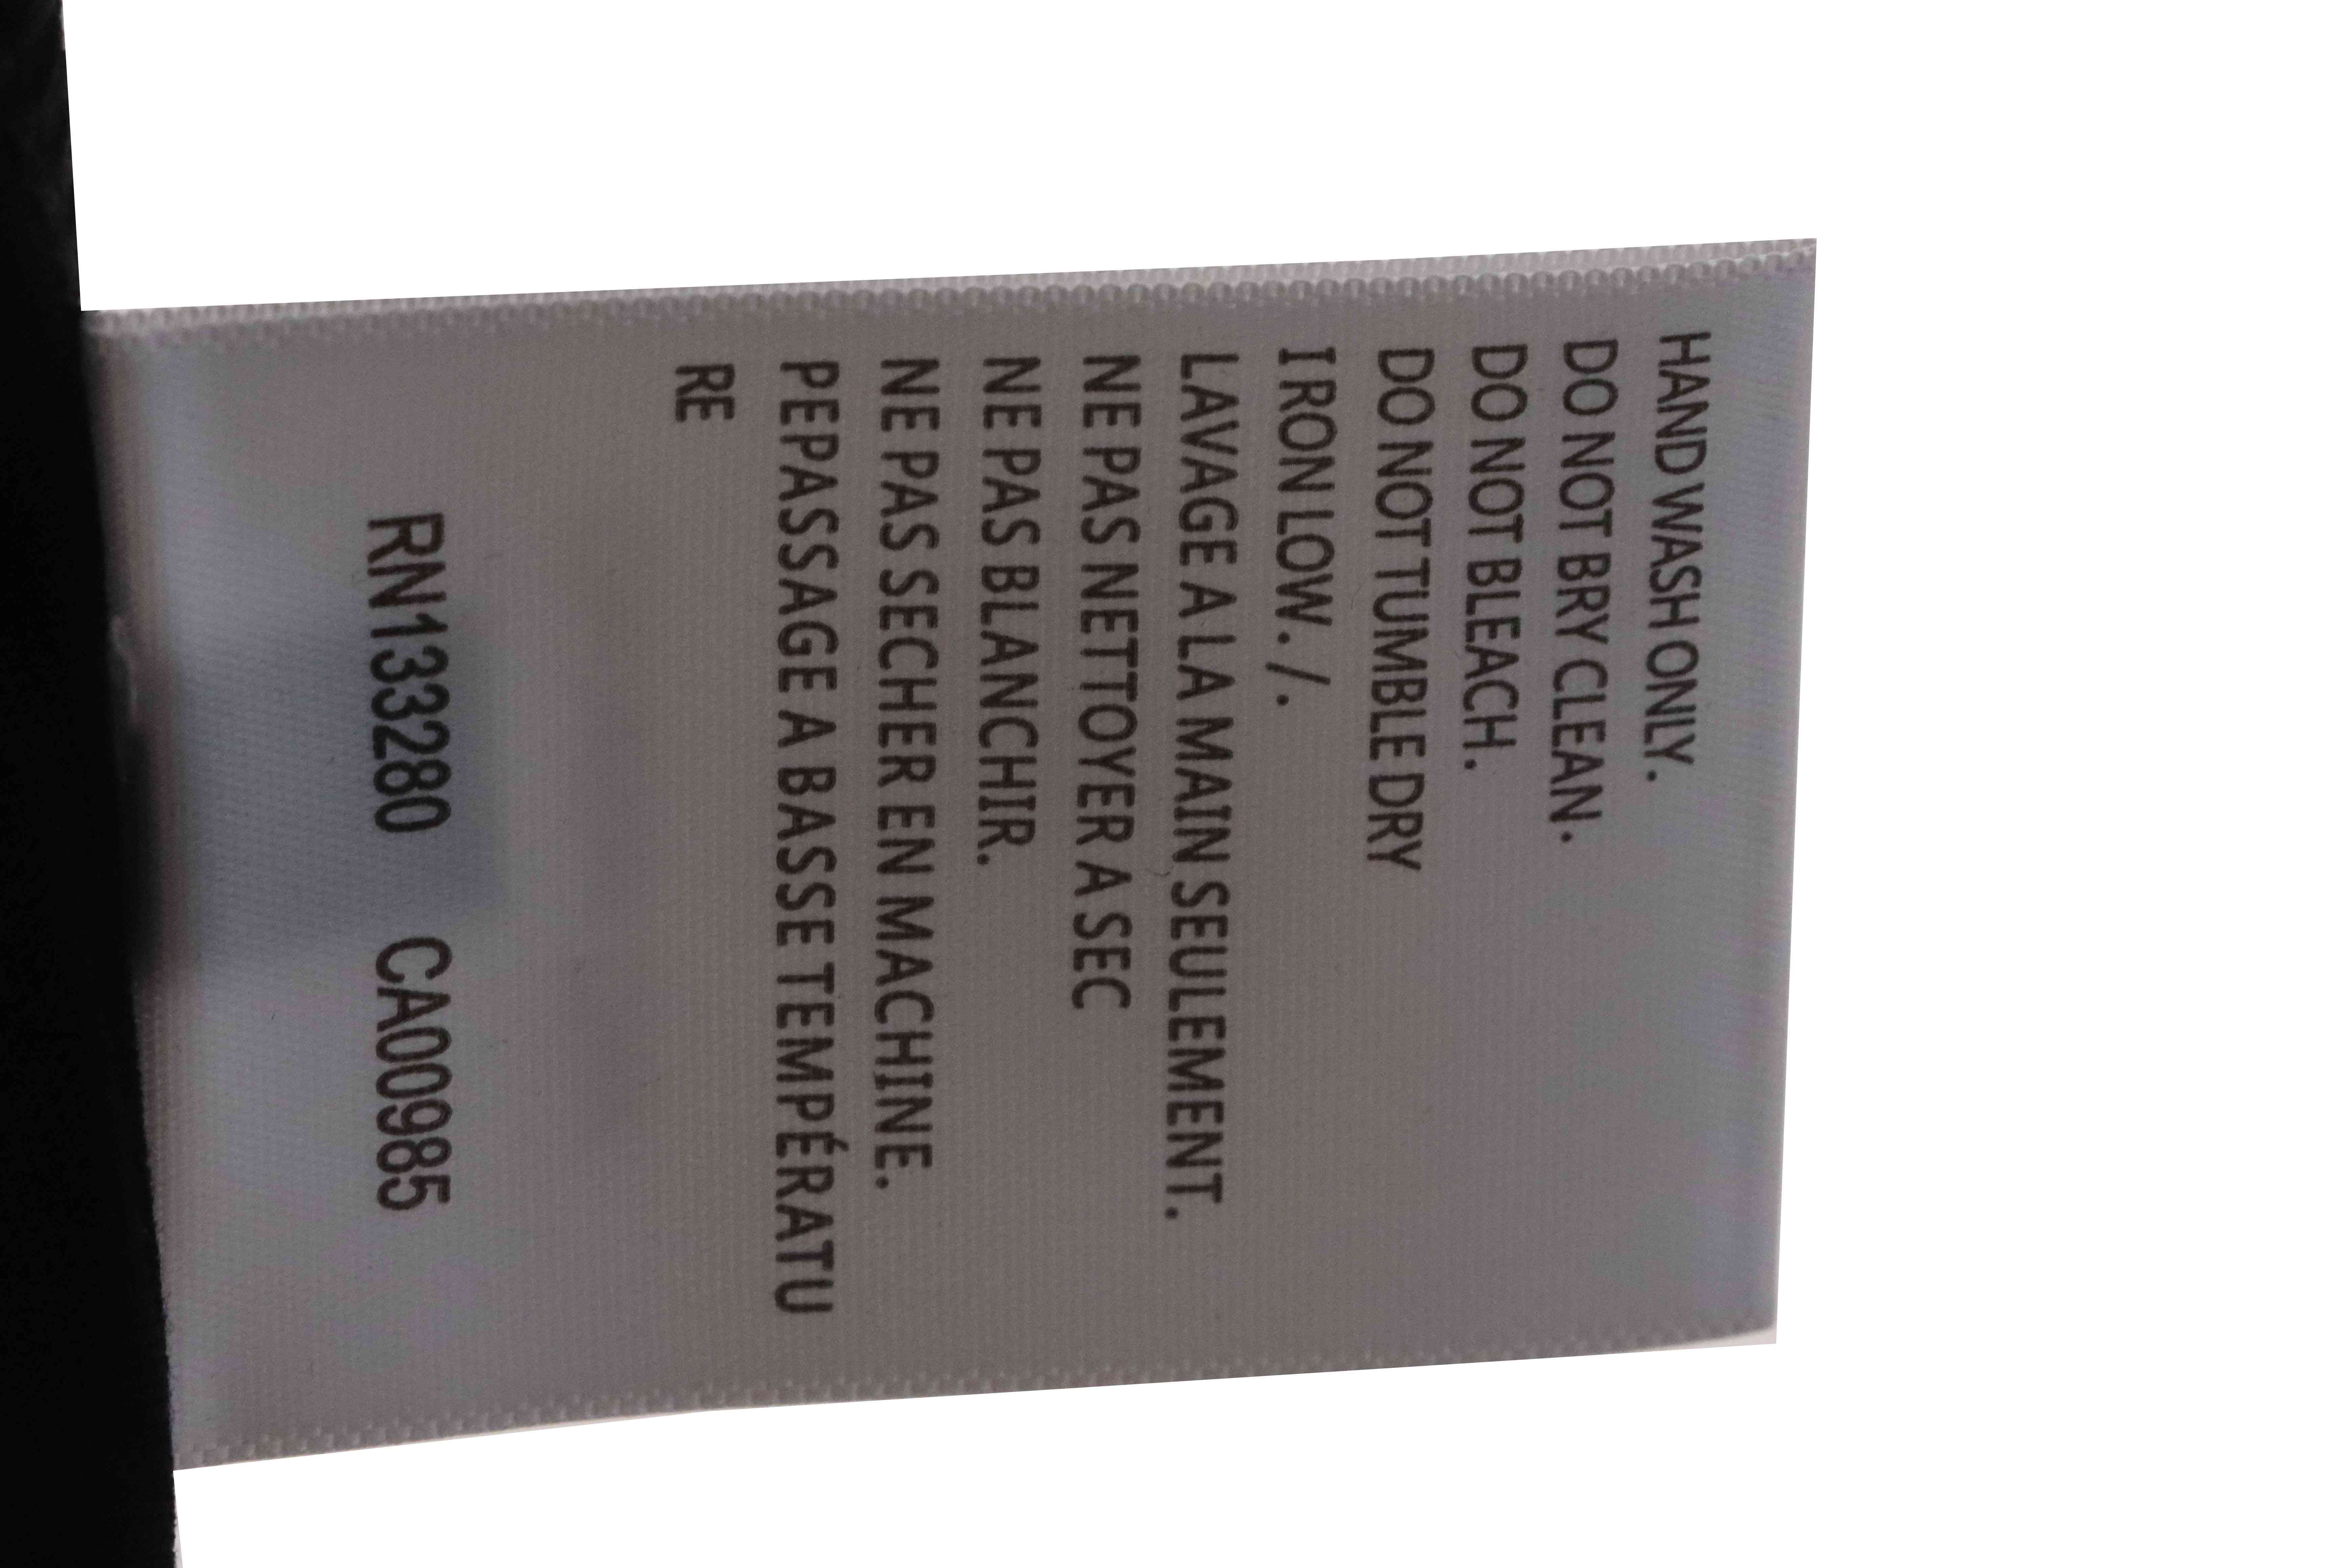 HAND WASH ONLY.
DO NOT BRY CLEAN.
DO NOT BLEACH.
DO NOT TUMBLE DRY
I RON LOW. /.
LAVAGE A LA MAIN SEULEMENT.
NE PAS NETTOYER A SEC
NE PAS BLANCHIR.
NE PAS SECHER EN MACHINE.
PEPASSAGE A BASSE TEMPÉRATU
RE
RN133280 CA00985